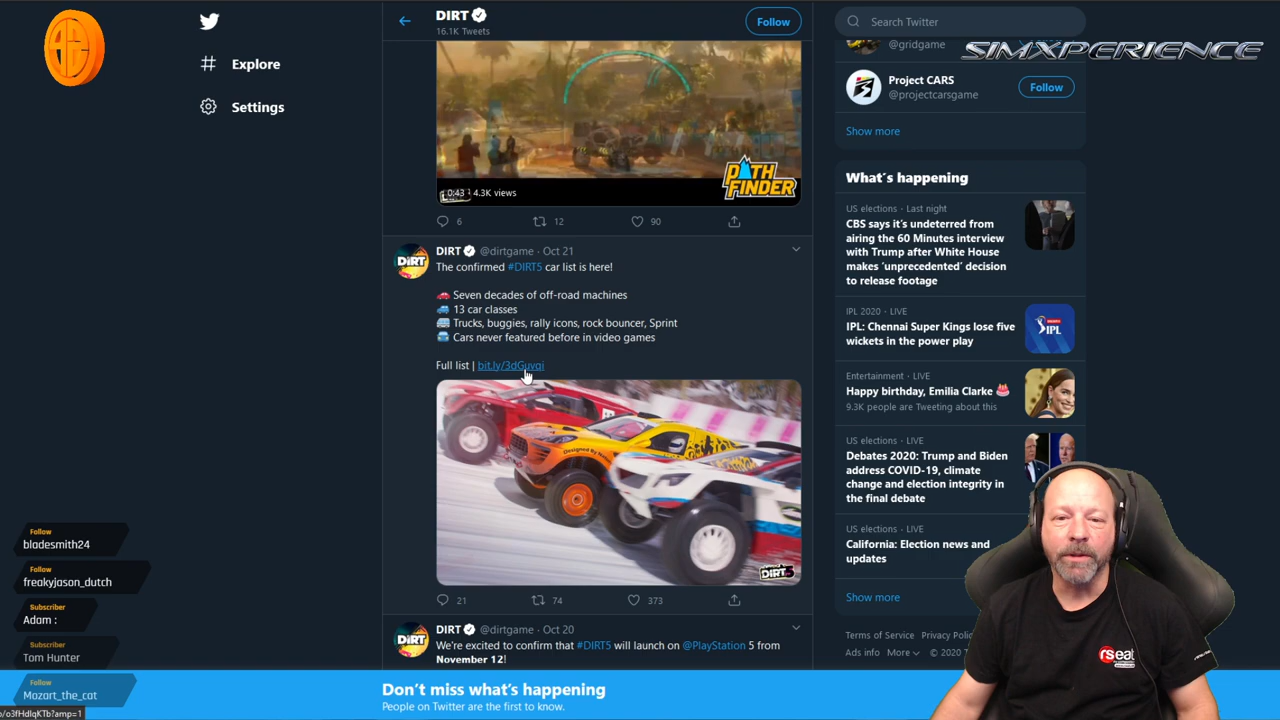 DIRT
16.1K Tweets
Follow
Search Twitter
SIMXPERIENCE
Explore
Settings
@gridgame
Project CARS
@projectcarsgame
Follow
Show more
0:43
4.3K views
PATH
FINDER
6
12
90
What's happening
US elections · Last night
CBS says it's undeterred from
airing the 60 Minutes interview
with Trump after White House
makes 'unprecedented' decision
to release footage
IPL 2020 · LIVE
IPL: Chennai Super Kings lose five
wickets in the power play
IPL
Entertainment · LIVE
Happy birthday, Emilia Clarke
9.3K people are Tweeting about this
US elections · LIVE
Debates 2020: Trump and Biden
address COVID-19, climate
change and election integrity in
the final debate
US elections · LIVE
California: Election news and
updates
Show more
Terms of Service
Ads info
More
DIRT @dirtgame · Oct 21
The confirmed #DIRT5 car list is here!
Seven decades of off-road machines
13 car classes
Trucks, buggies, rally icons, rock bouncer, Sprint
Cars never featured before in video games
Full list | bit.ly/3dGuvqi
Designed By
DIRT5
21
74
373
DIRT @dirtgame · Oct 20
We're excited to confirm that #DIRT5 will launch on @PlayStation 5 from
November 12!
Follow
bladesmith24
Follow
freakyjason_dutch
Subscriber
Adam :
Subscriber
Tom Hunter
Follow
Mozart_the_cat
Don't miss what's happening
People on Twitter are the first to know.
rseat